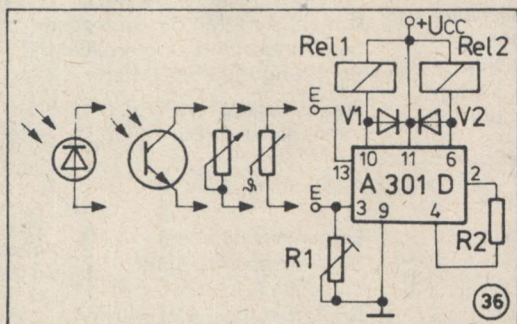 +Ucc
Rel1 Rel2
E V1 V2
10 11 6
13 A 301 D 2
ϑ
E 3 9 4
R1 R2
36